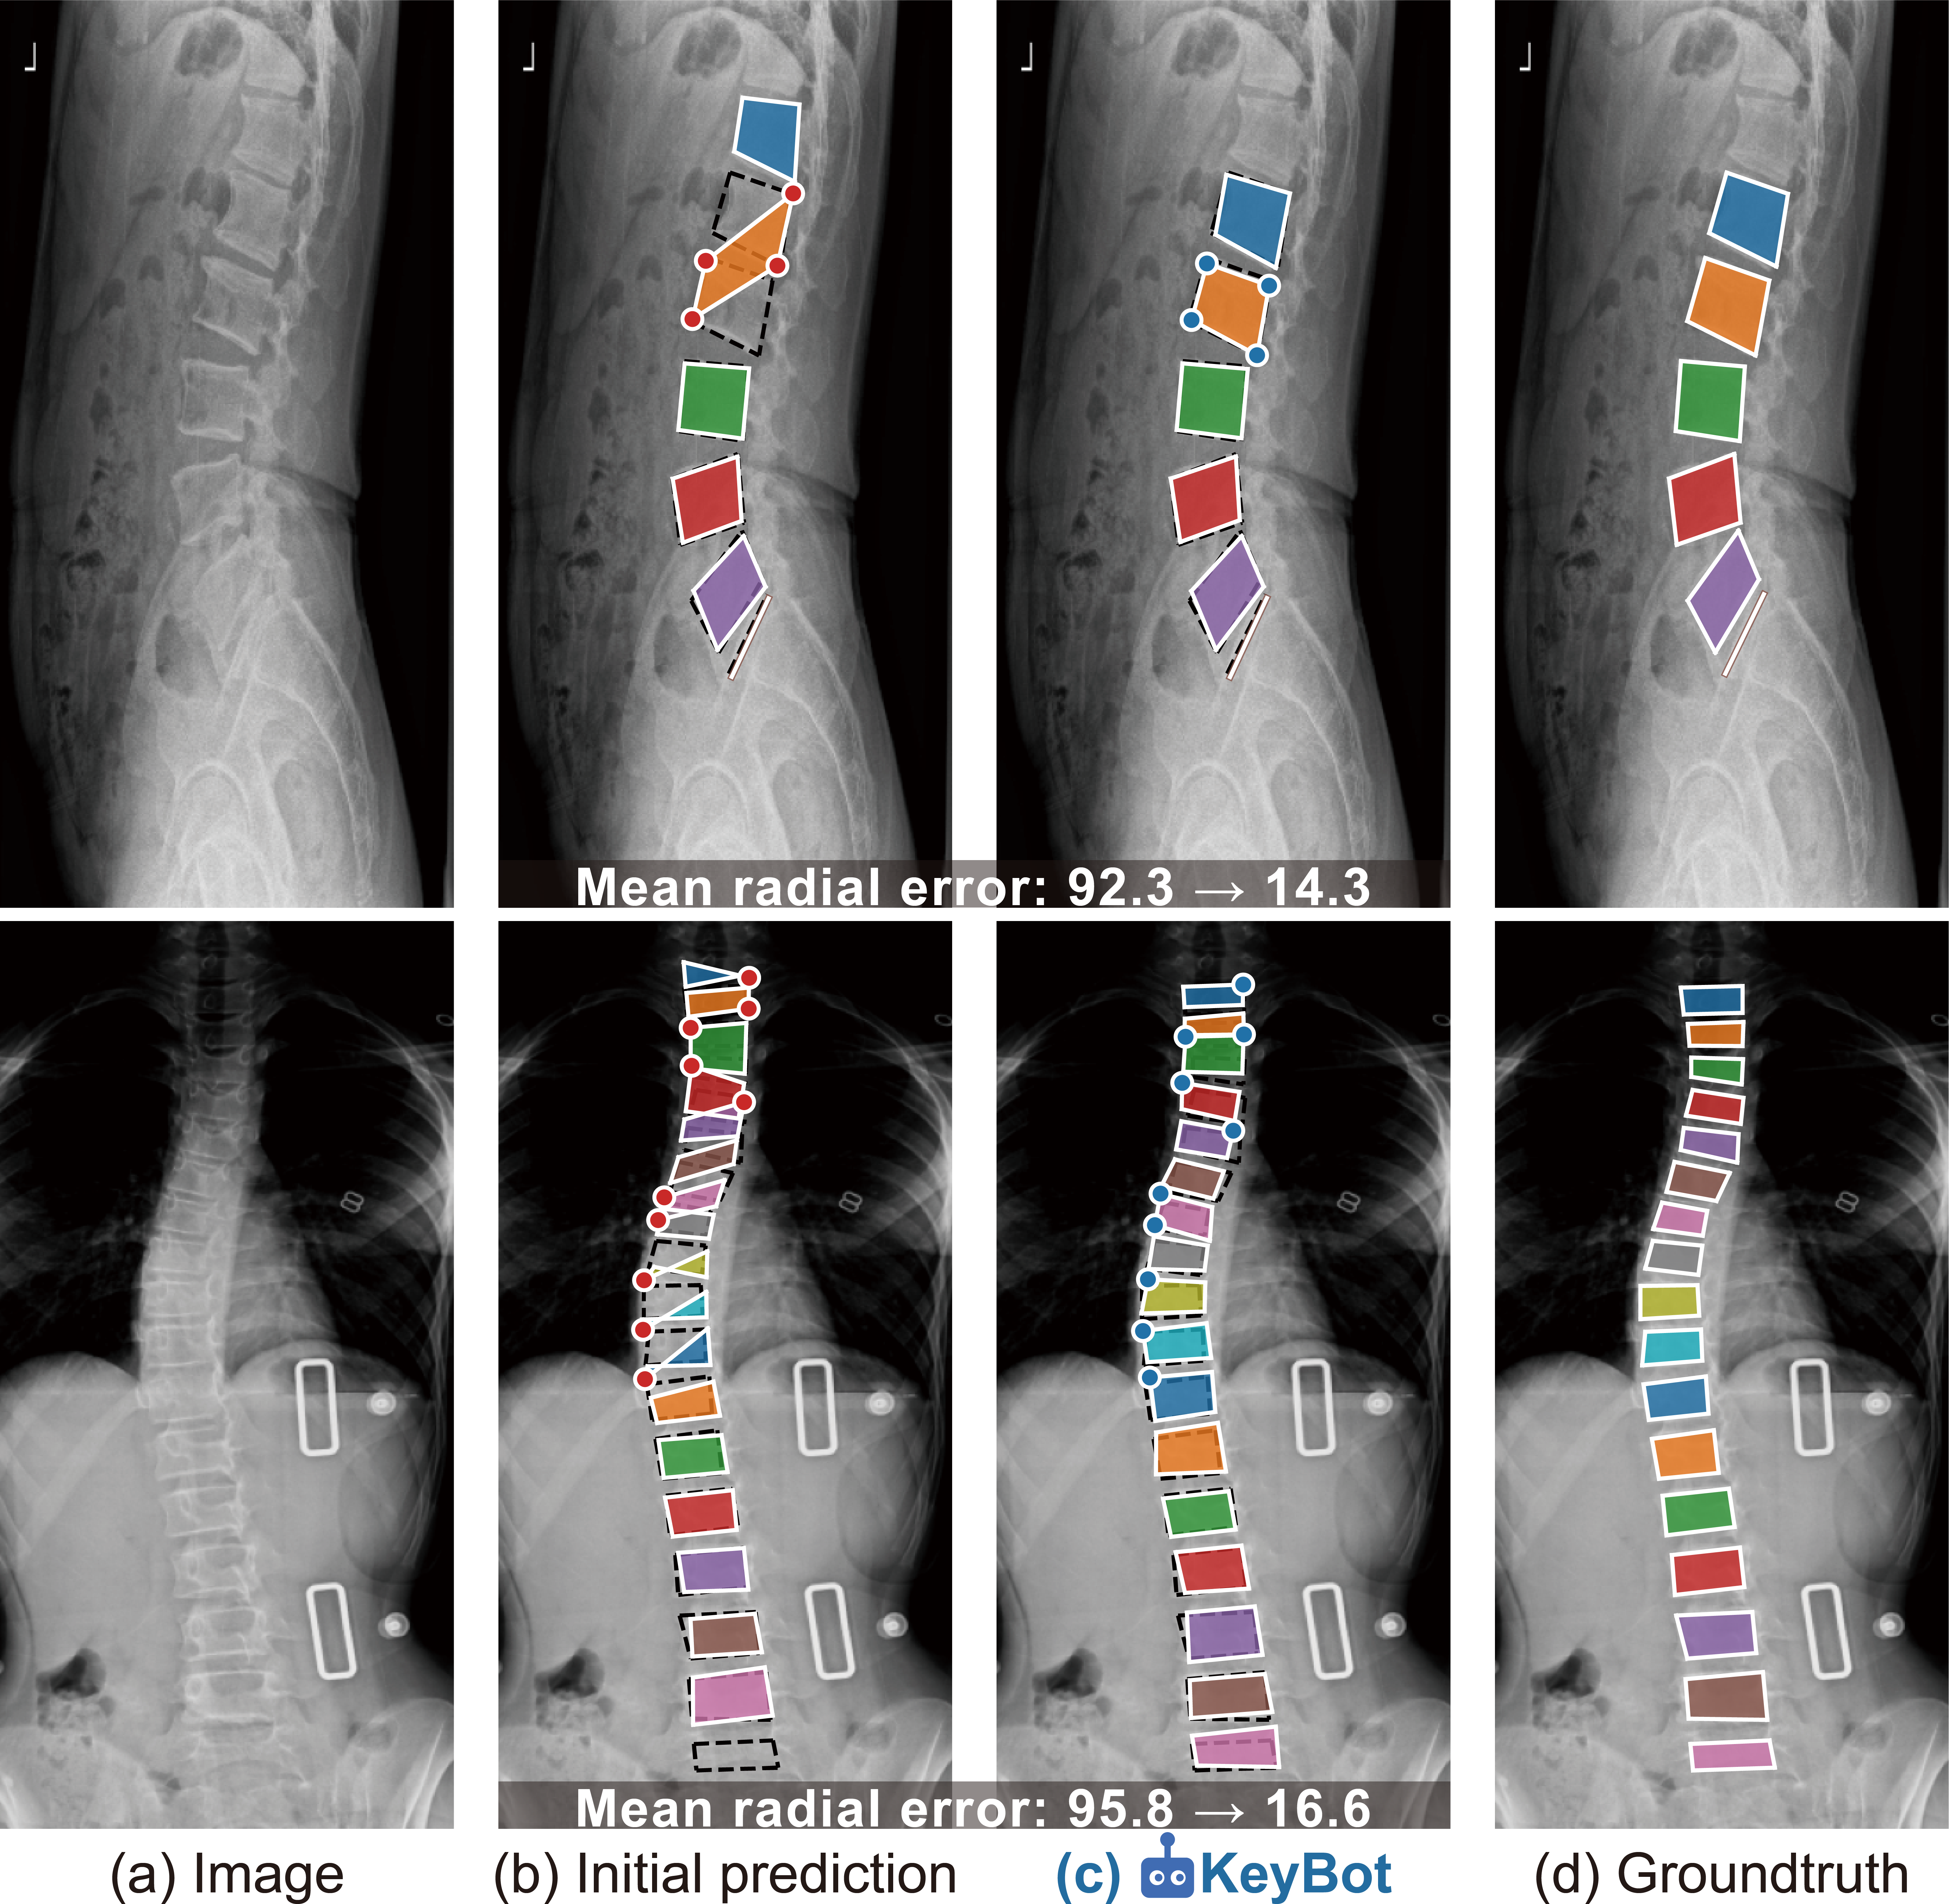 Mean radial error: 92.3 → 14.3
Mean radial error: 95.8 → 16.6
(a) Image
(b) Initial prediction
(c) KeyBot
(d) Groundtruth